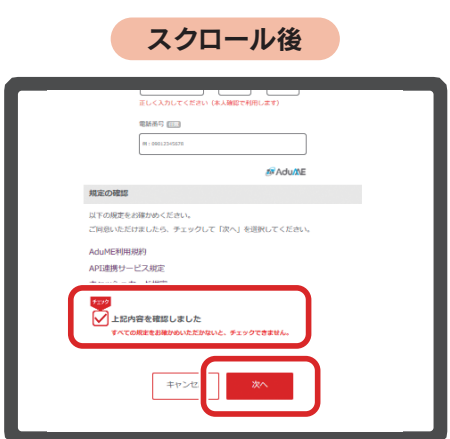 スクロール後
正しく入力してください（本人確認で利用します）
電話番号 任意
例：09012345678
AduME
規定の確認
以下の規定をお確かめください。
ご同意いただけましたら、チェックして「次へ」を選択してください。
AduME利用規約
API連携サービス規定
チェック
上記内容を確認しました
すべての規定をお確かめいただかないと、チェックできません。
キャンセ
次へ